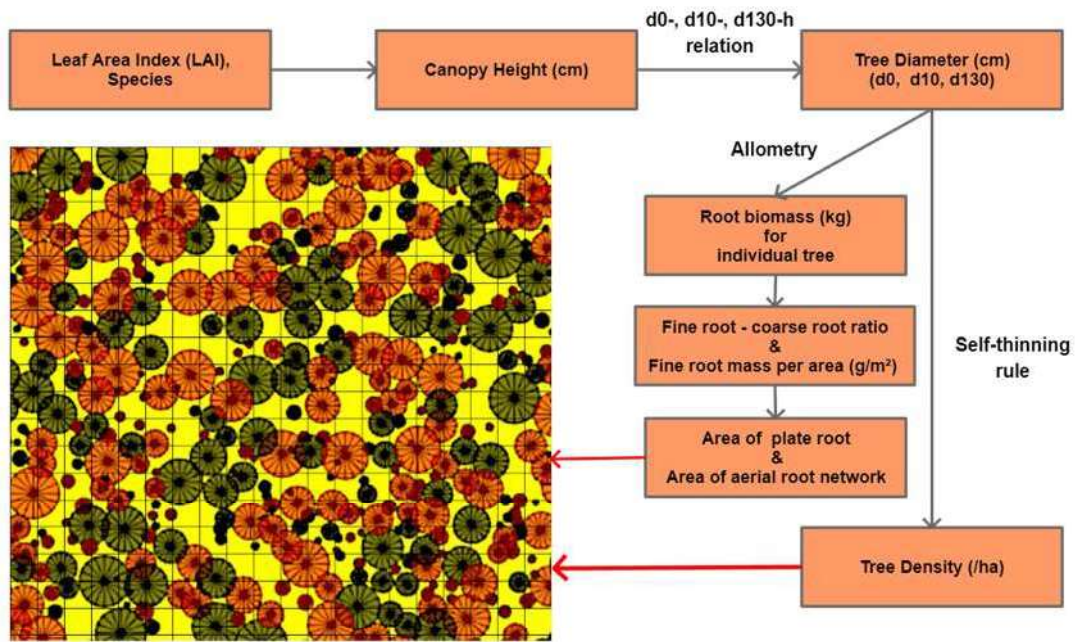 Leaf Area Index (LAI),
Species
Canopy Height (cm)
d0-, d10-, d130-h
relation
Tree Diameter (cm)
(d0, d10, d130)
Allometry
Root biomass (kg)
for
individual tree
Fine root - coarse root ratio
&
Fine root mass per area (g/m²)
Self-thinning
rule
Area of plate root
&
Area of aerial root network
Tree Density (/ha)